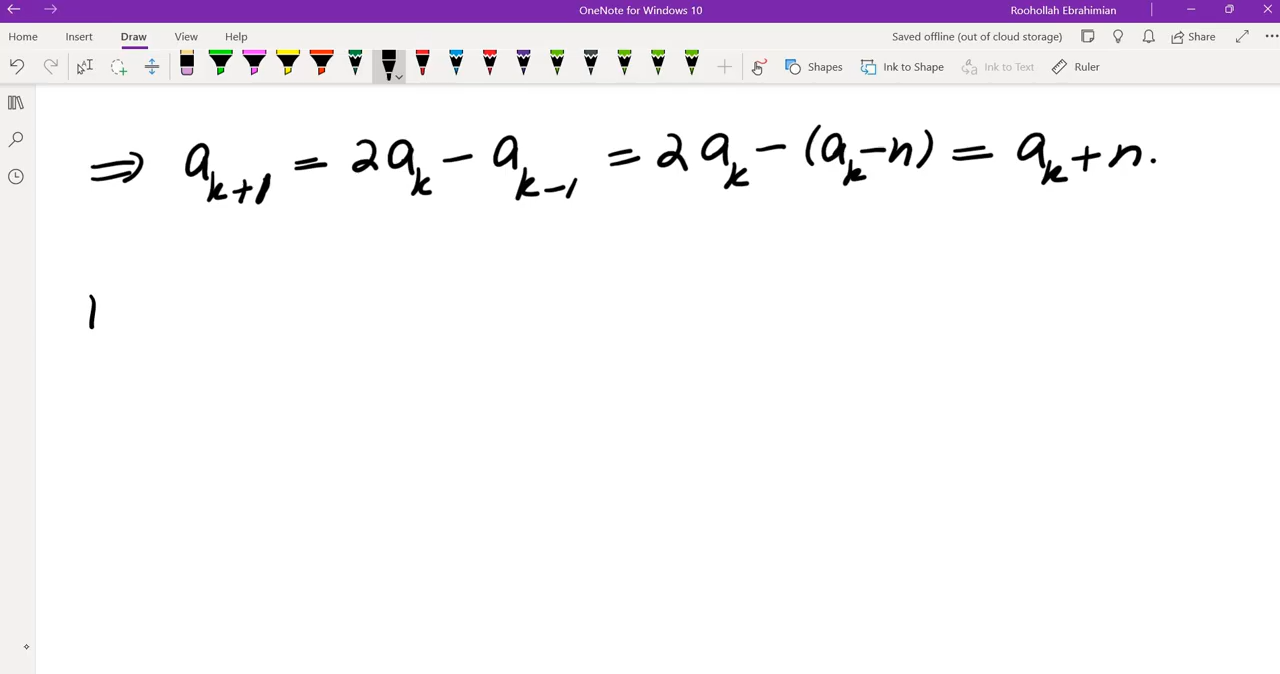 OneNote for Windows 10 Roohollah Ebrahimian
Home Insert Draw View Help Saved offline (out of cloud storage) Share
Shapes Ink to Shape Ink to Text Ruler
⇒ a_{k+1} = 2a_k − a_{k−1} = 2a_k − (a_k − n) = a_k + n.